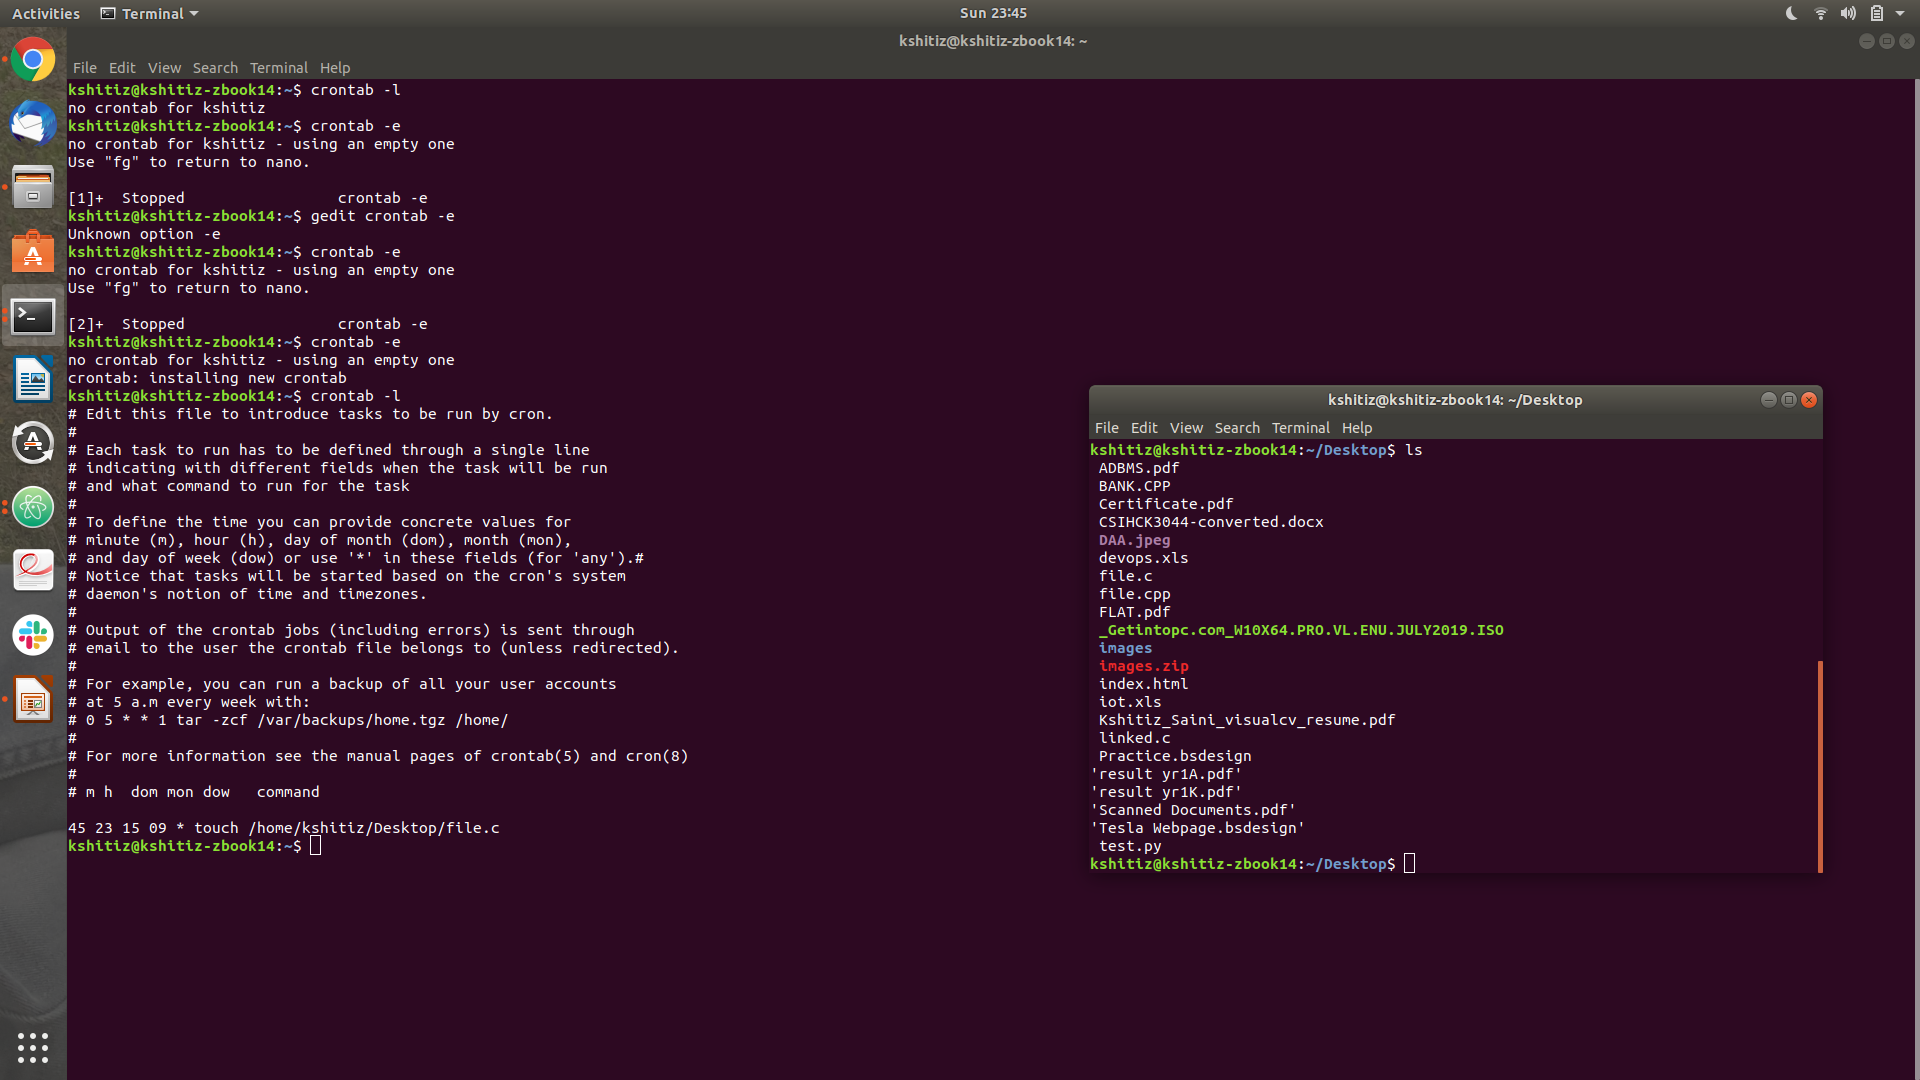 Activities Terminal Sun 23:45
kshitiz@kshitiz-zbook14: ~
File Edit View Search Terminal Help
kshitiz@kshitiz-zbook14:~$ crontab -l
no crontab for kshitiz
kshitiz@kshitiz-zbook14:~$ crontab -e
no crontab for kshitiz - using an empty one
Use "fg" to return to nano.
[1]+  Stopped                 crontab -e
kshitiz@kshitiz-zbook14:~$ gedit crontab -e
Unknown option -e
kshitiz@kshitiz-zbook14:~$ crontab -e
no crontab for kshitiz - using an empty one
Use "fg" to return to nano.
[2]+  Stopped                 crontab -e
kshitiz@kshitiz-zbook14:~$ crontab -e
no crontab for kshitiz - using an empty one
crontab: installing new crontab
kshitiz@kshitiz-zbook14:~$ crontab -l
# Edit this file to introduce tasks to be run by cron.
#
# Each task to run has to be defined through a single line
# indicating with different fields when the task will be run
# and what command to run for the task
#
# To define the time you can provide concrete values for
# minute (m), hour (h), day of month (dom), month (mon),
# and day of week (dow) or use '*' in these fields (for 'any').#
# Notice that tasks will be started based on the cron's system
# daemon's notion of time and timezones.
#
# Output of the crontab jobs (including errors) is sent through
# email to the user the crontab file belongs to (unless redirected).
#
# For example, you can run a backup of all your user accounts
# at 5 a.m every week with:
# 0 5 * * 1 tar -zcf /var/backups/home.tgz /home/
#
# For more information see the manual pages of crontab(5) and cron(8)
#
# m h  dom mon dow   command
45 23 15 09 * touch /home/kshitiz/Desktop/file.c
kshitiz@kshitiz-zbook14:~$
kshitiz@kshitiz-zbook14: ~/Desktop
File Edit View Search Terminal Help
kshitiz@kshitiz-zbook14:~/Desktop$ ls
ADBMS.pdf
BANK.CPP
Certificate.pdf
CSIHCK3044-converted.docx
DAA.jpeg
devops.xls
file.c
file.cpp
FLAT.pdf
_Getintopc.com_W10X64.PRO.VL.ENU.JULY2019.ISO
images
images.zip
index.html
iot.xls
Kshitiz_Saini_visualcv_resume.pdf
linked.c
Practice.bsdesign
'result yr1A.pdf'
'result yr1K.pdf'
'Scanned Documents.pdf'
'Tesla Webpage.bsdesign'
test.py
kshitiz@kshitiz-zbook14:~/Desktop$